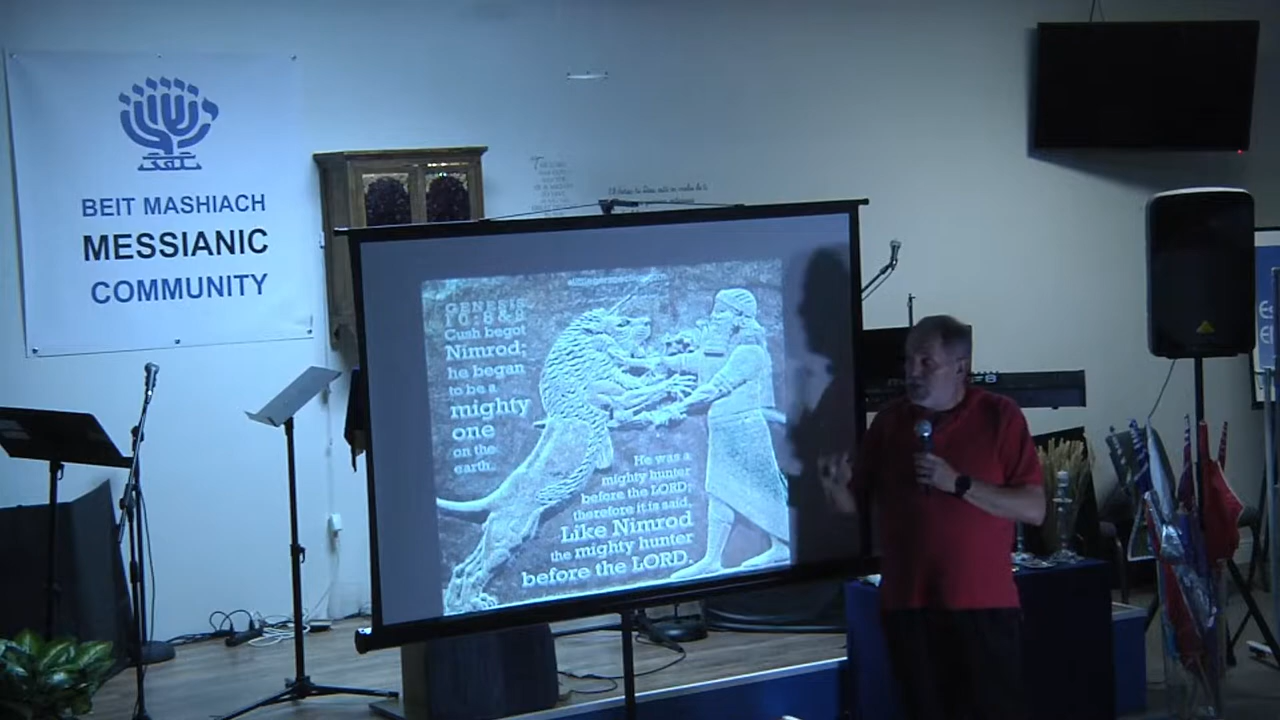 BEIT MASHIACH
MESSIANIC
COMMUNITY
GENESIS
10:8&9
Cush begot
Nimrod;
he began
to be a
mighty
one
on the
earth.
He was a
mighty hunter
before the LORD;
therefore it is said,
Like Nimrod
the mighty hunter
before the LORD.